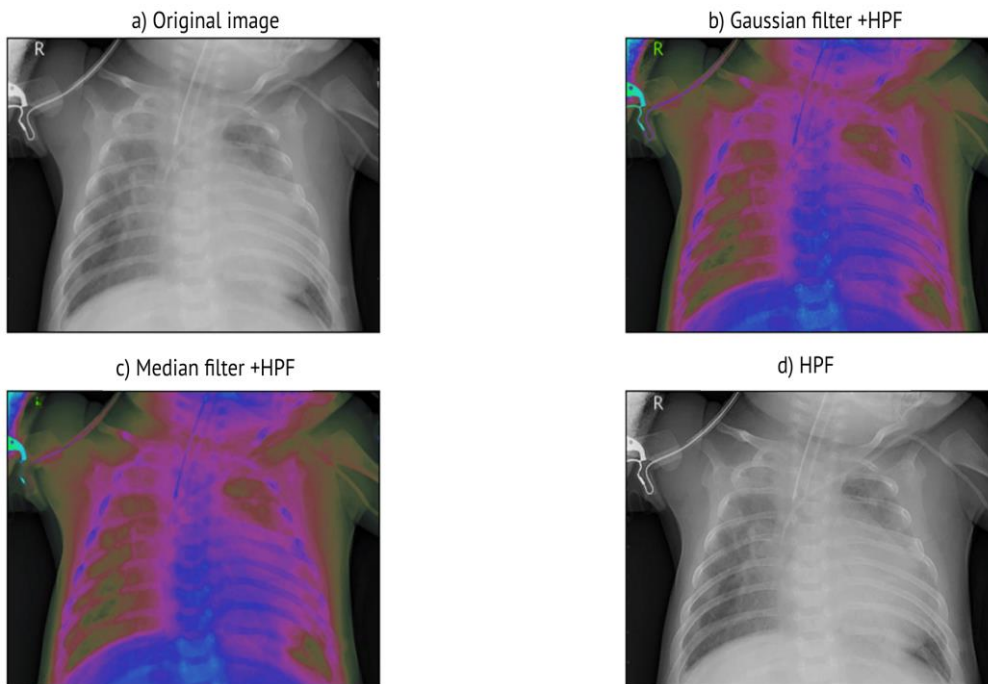 a) Original image
b) Gaussian filter +HPF
R
R
c) Median filter +HPF
d) HPF
R